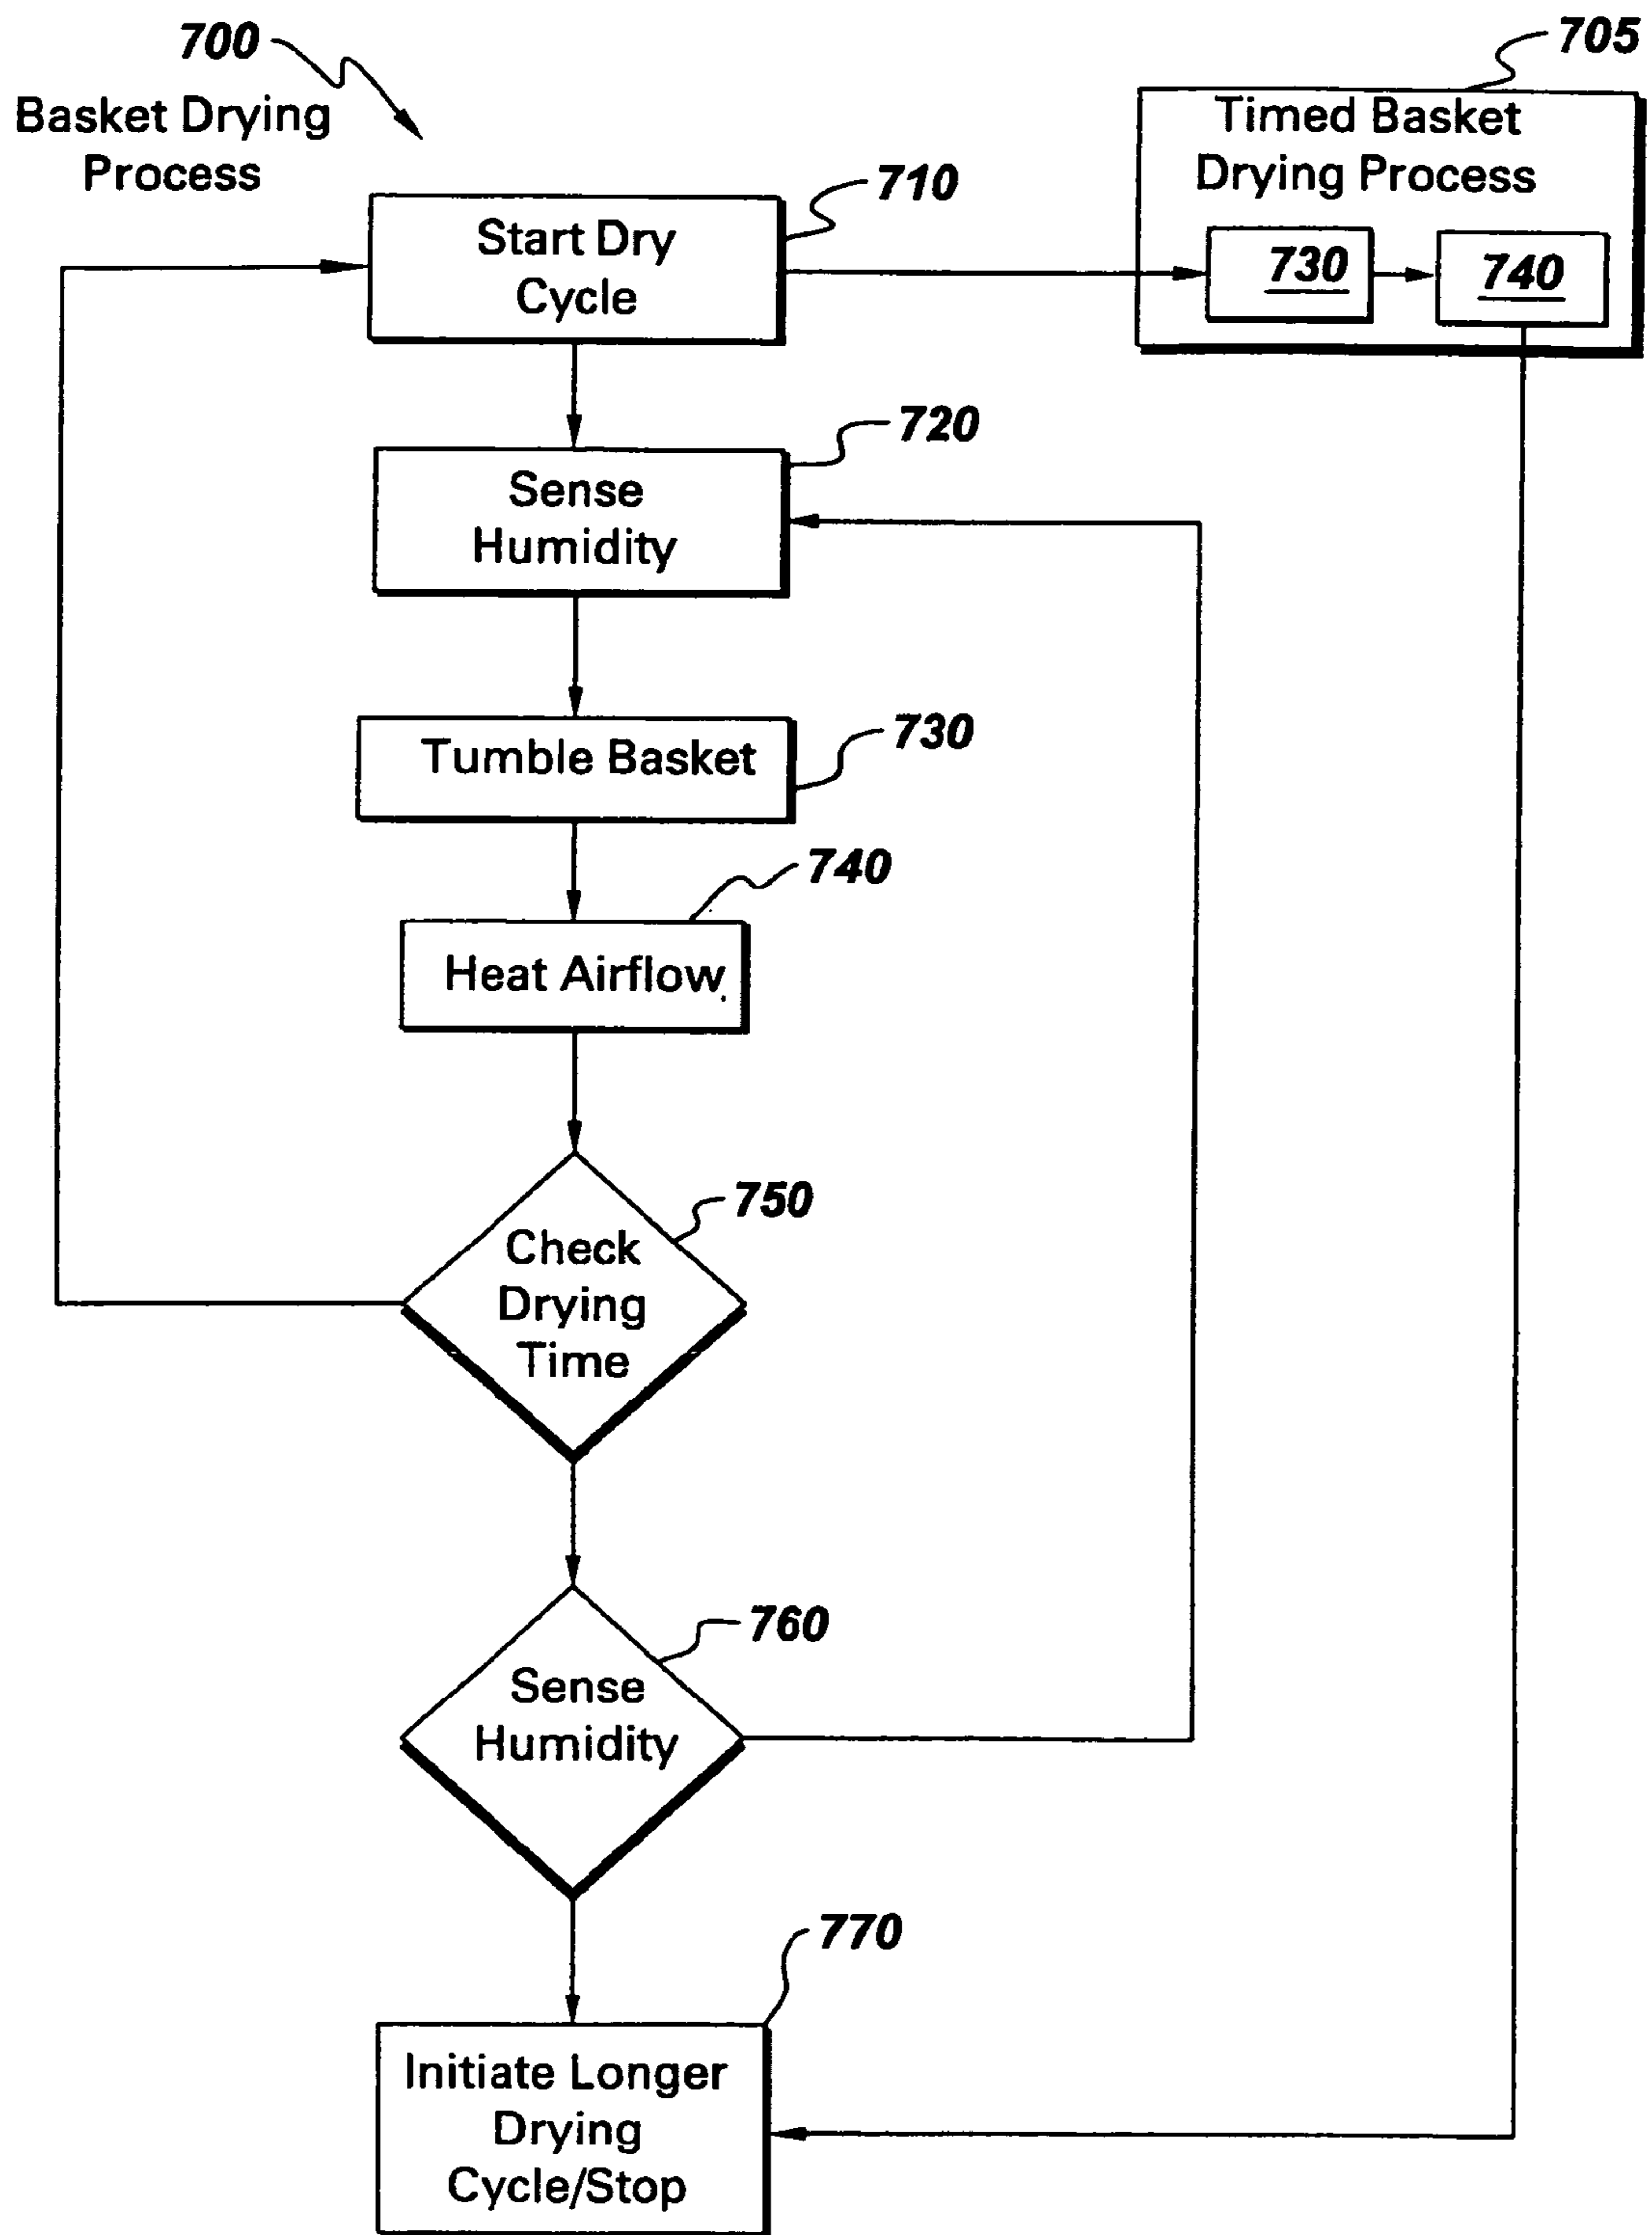 700
Basket Drying
Process
705
Timed Basket
Drying Process
730
740
710
Start Dry
Cycle
720
Sense
Humidity
730
Tumble Basket
740
Heat Airflow
750
Check
Drying
Time
760
Sense
Humidity
770
Initiate Longer
Drying
Cycle/Stop